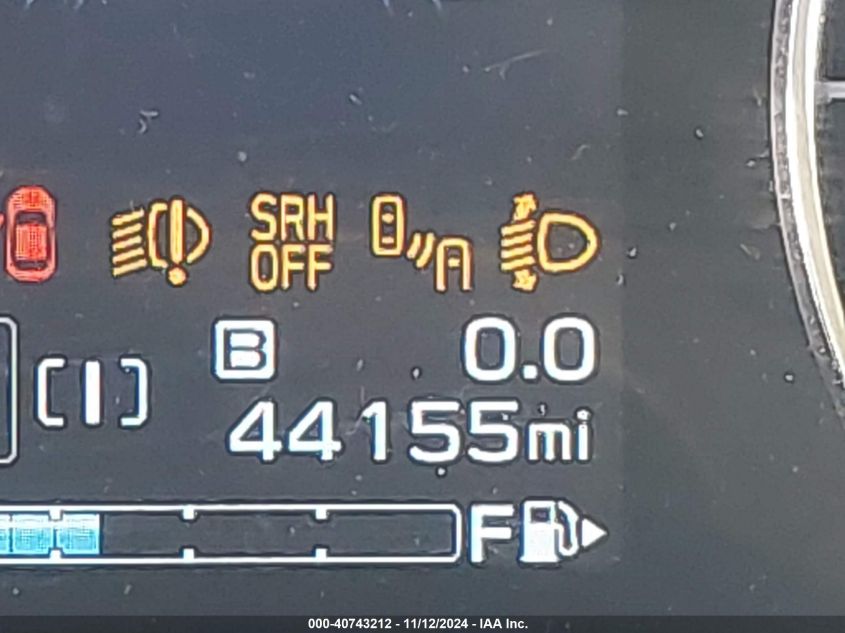 SRH
OFF
B 0.0
44155mi
F
000-40743212 - 11/12/2024 - IAA Inc.